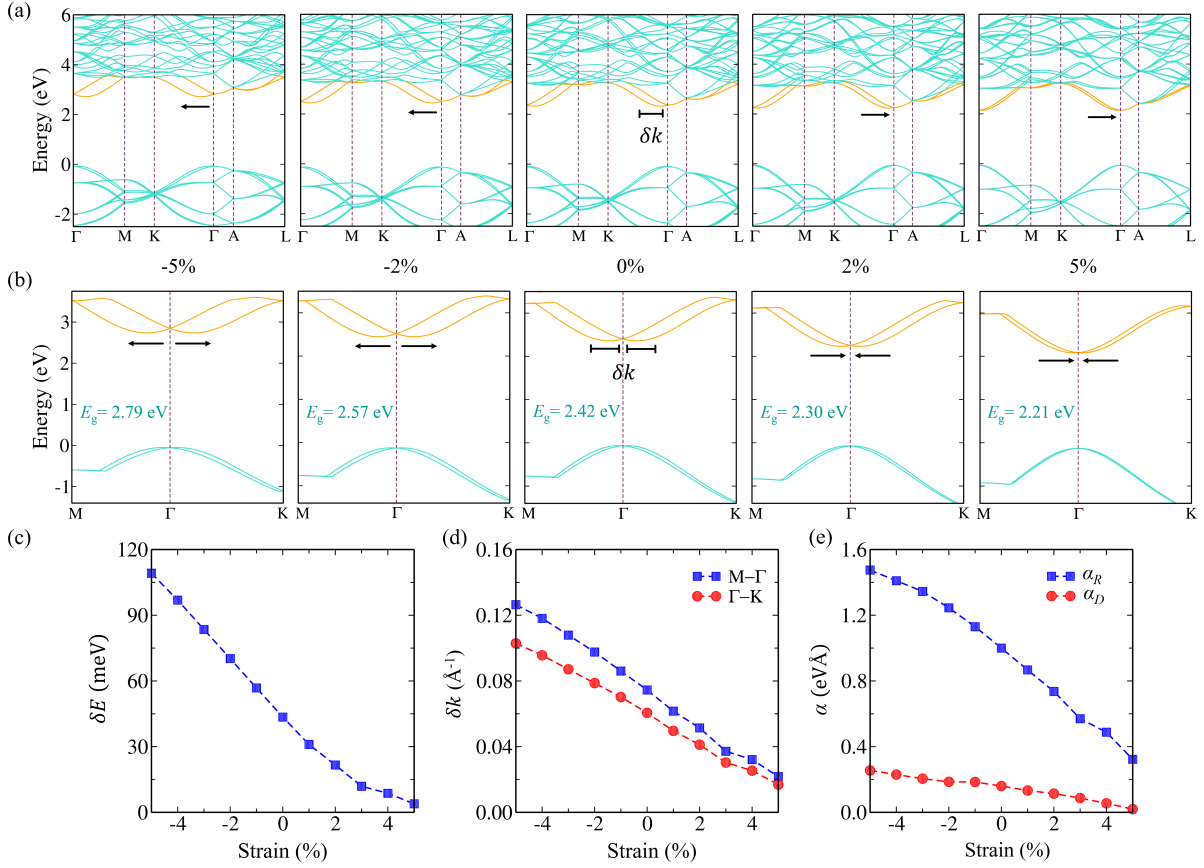 (a)
Energy (eV)
6
4
2
0
-2
δk
Γ M K Γ A L
Γ M K Γ A L
Γ M K Γ A L
Γ M K Γ A L
Γ M K Γ A L
-5% -2% 0% 2% 5%
(b)
Energy (eV)
3
2
1
0
-1
δk
Eg= 2.79 eV
Eg= 2.57 eV
Eg= 2.42 eV
Eg= 2.30 eV
Eg= 2.21 eV
M Γ K
M Γ K
M Γ K
M Γ K
M Γ K
(c)
δE (meV)
120
90
60
30
0
-4 -2 0 2 4
Strain (%)
(d)
δk (Å-1)
0.16
0.12
0.08
0.04
0.00
M–Γ
Γ–K
-4 -2 0 2 4
Strain (%)
(e)
α (eVÅ)
1.6
1.2
0.8
0.4
0.0
αR
αD
-4 -2 0 2 4
Strain (%)